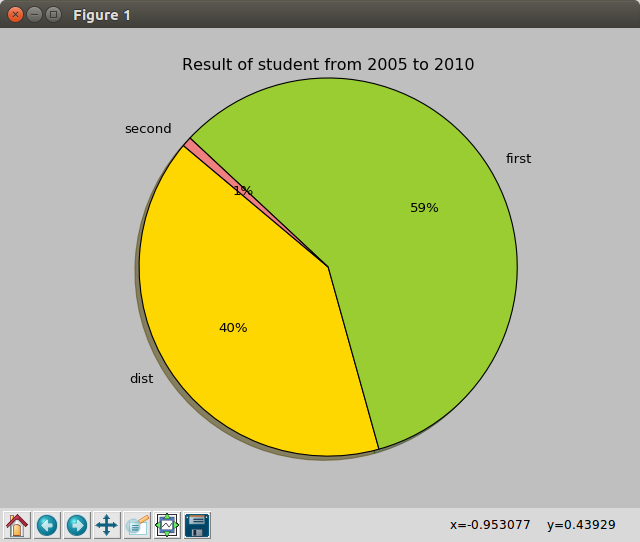 Figure 1
Result of student from 2005 to 2010
second
first
1%
59%
40%
dist
x=-0.953077 y=0.43929